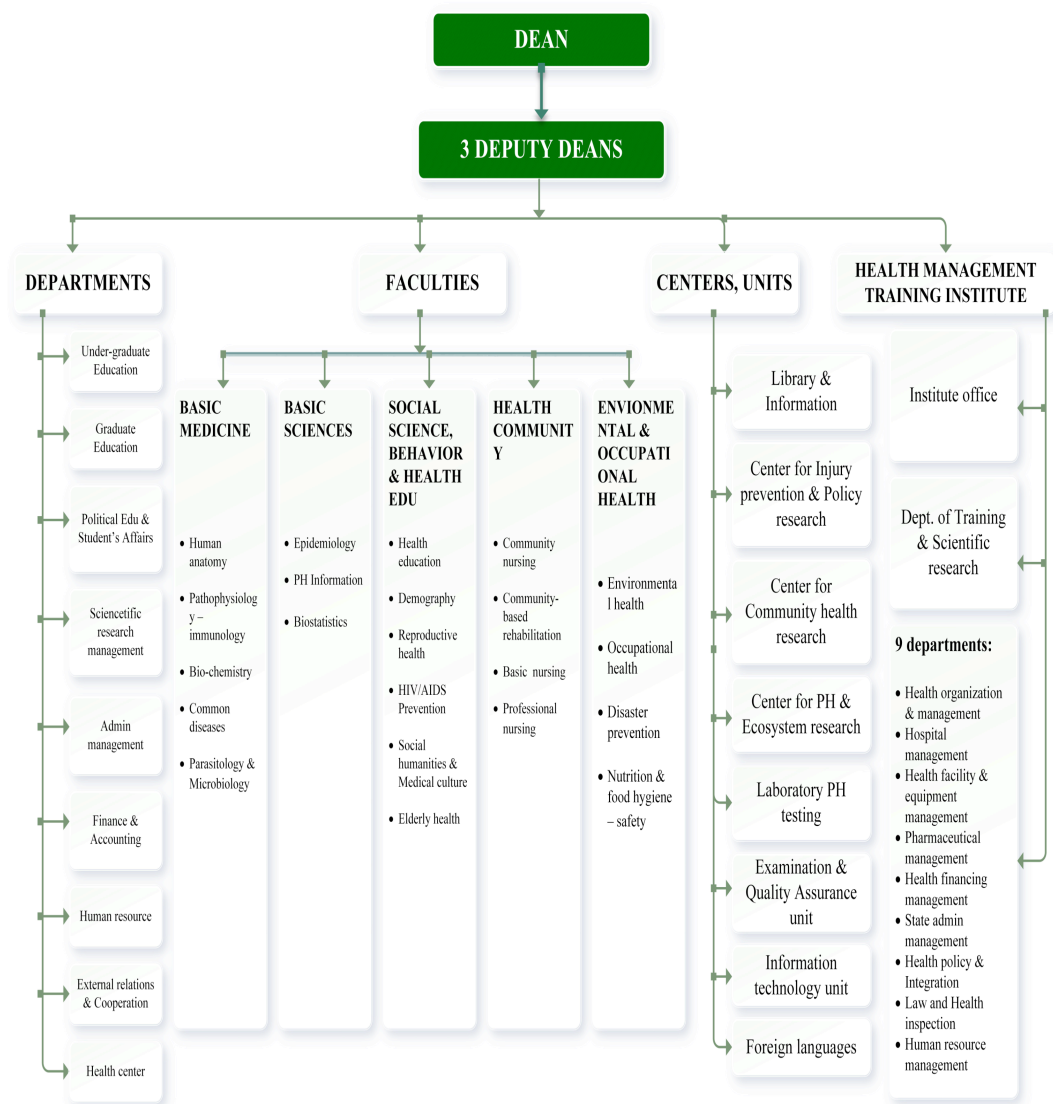 DEAN
3 DEPUTY DEANS
DEPARTMENTS
Under-graduate
Education
Graduate
Education
Political Edu &
Student’s Affairs
Sciencetific
research
management
Admin
management
Finance &
Accounting
Human resource
External relations
& Cooperation
Health center
FACULTIES
BASIC
MEDICINE
• Human
anatomy
• Pathophysiolog
y –
immunology
• Bio-chemistry
• Common
diseases
• Parasitology &
Microbiology
BASIC
SCIENCES
• Epidemiology
• PH Information
• Biostatistics
SOCIAL
SCIENCE,
BEHAVIOR
& HEALTH
EDU
• Health
education
• Demography
• Reproductive
health
• HIV/AIDS
Prevention
• Social
humanities &
Medical culture
• Elderly health
HEALTH
COMMUNIT
Y
• Community
nursing
• Community-
based
rehabilitation
• Basic nursing
• Professional
nursing
ENVIONME
NTAL &
OCCUPATI
ONAL
HEALTH
• Environmenta
l health
• Occupational
health
• Disaster
prevention
• Nutrition &
food hygiene
– safety
CENTERS, UNITS
Library &
Information
Center for Injury
prevention & Policy
research
Center for
Community health
research
Center for PH &
Ecosystem research
Laboratory PH
testing
Examination &
Quality Assurance
unit
Information
technology unit
Foreign languages
HEALTH MANAGEMENT
TRAINING INSTITUTE
Institute office
Dept. of Training
& Scientific
research
9 departments:
• Health organization
& management
• Hospital
management
• Health facility &
equipment
management
• Pharmaceutical
management
• Health financing
management
• State admin
management
• Health policy &
Integration
• Law and Health
inspection
• Human resource
management